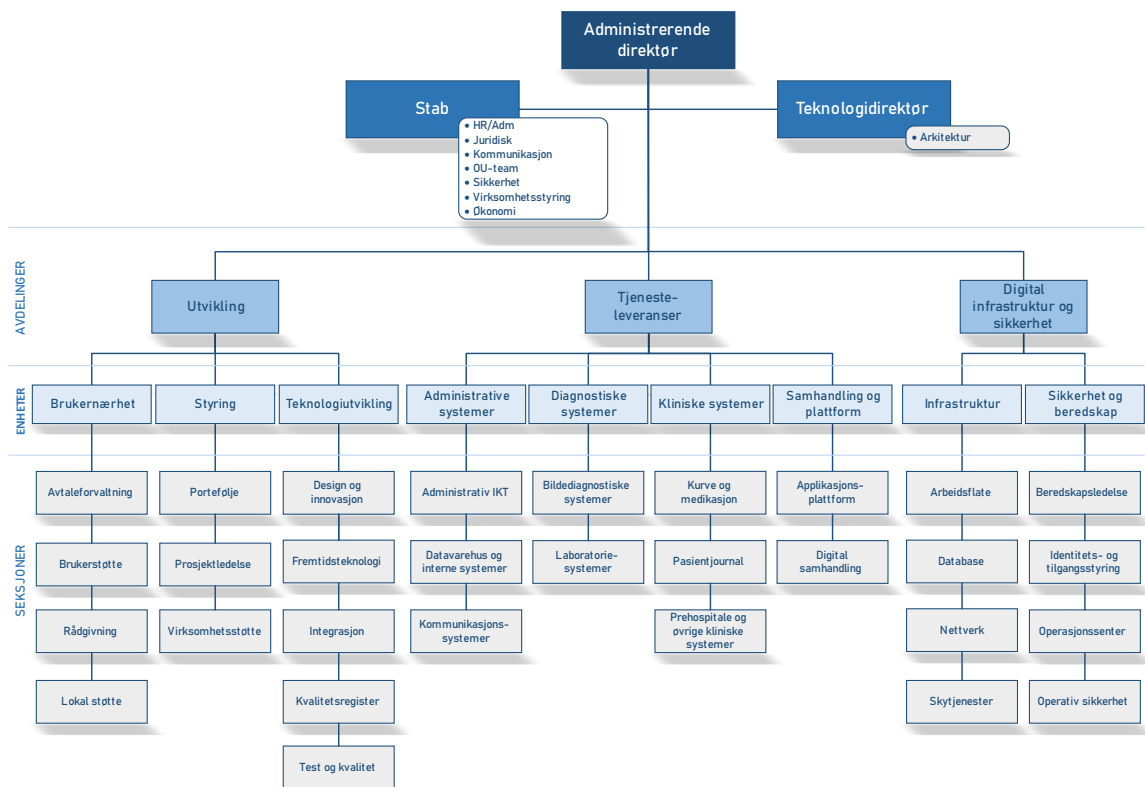 Administrerende
direktør
Stab
Teknologidirektør
• HR/Adm
• Juridisk
• Kommunikasjon
• OU-team
• Sikkerhet
• Virksomhetsstyring
• Økonomi
• Arkitektur
AVDELINGER
Utvikling
Tjeneste-
leveranser
Digital
infrastruktur og
sikkerhet
ENHETER
Brukernærhet
Styring
Teknologiutvikling
Administrative
systemer
Diagnostiske
systemer
Kliniske systemer
Samhandling og
plattform
Infrastruktur
Sikkerhet og
beredskap
SEKSJONER
Avtaleforvaltning
Portefølje
Design og
innovasjon
Administrativ IKT
Bildediagnostiske
systemer
Kurve og
medikasjon
Applikasjons-
plattform
Arbeidsflate
Beredskapsledelse
Brukerstøtte
Prosjektledelse
Fremtidsteknologi
Datavarehus og
interne systemer
Laboratorie-
systemer
Pasientjournal
Digital
samhandling
Database
Identitets- og
tilgangsstyring
Rådgivning
Virksomhetsstøtte
Integrasjon
Kommunikasjons-
systemer
Prehospitale og
øvrige kliniske
systemer
Nettverk
Operasjonssenter
Lokal støtte
Kvalitetsregister
Skytjenester
Operativ sikkerhet
Test og kvalitet